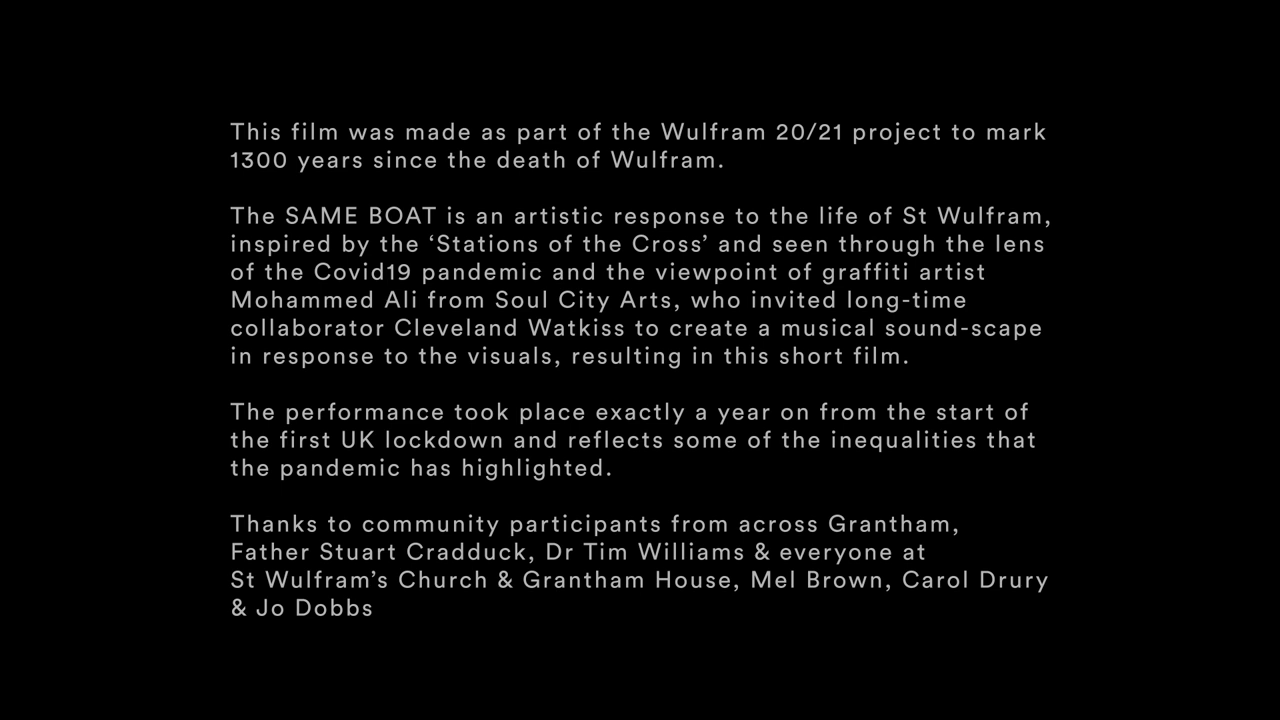 This film was made as part of the Wulfram 20/21 project to mark
1300 years since the death of Wulfram.
The SAME BOAT is an artistic response to the life of St Wulfram,
inspired by the ‘Stations of the Cross’ and seen through the lens
of the Covid19 pandemic and the viewpoint of graffiti artist
Mohammed Ali from Soul City Arts, who invited long-time
collaborator Cleveland Watkiss to create a musical sound-scape
in response to the visuals, resulting in this short film.
The performance took place exactly a year on from the start of
the first UK lockdown and reflects some of the inequalities that
the pandemic has highlighted.
Thanks to community participants from across Grantham,
Father Stuart Cradduck, Dr Tim Williams & everyone at
St Wulfram’s Church & Grantham House, Mel Brown, Carol Drury
& Jo Dobbs